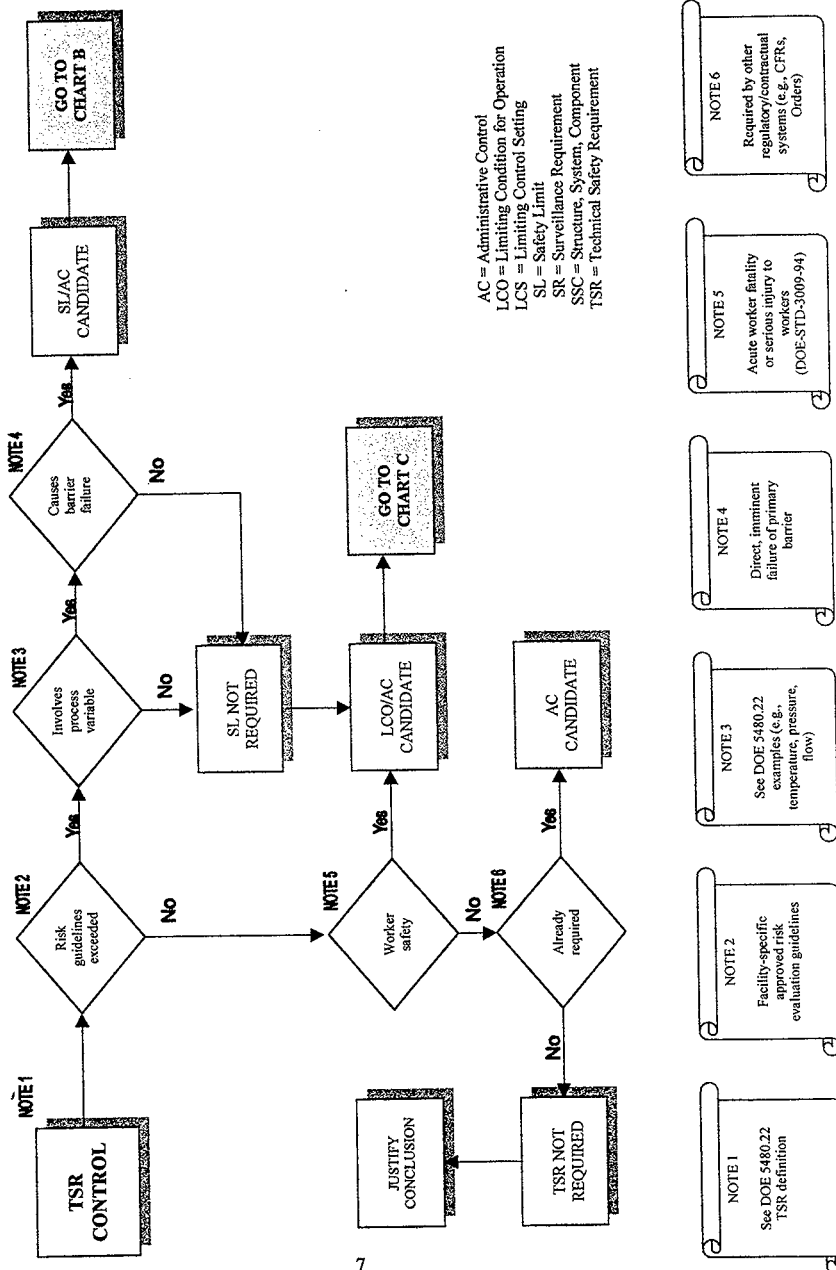 NOTE 1
TSR
CONTROL
NOTE 2
Risk
guidelines
exceeded
Yes
No
NOTE 3
Involves
process
variable
Yes
No
NOTE 4
Causes
barrier
failure
Yes
No
SL/AC
CANDIDATE
GO TO
CHART B
SL NOT
REQUIRED
NOTE 5
Worker
safety
Yes
No
LCO/AC
CANDIDATE
GO TO
CHART C
NOTE 6
Already
required
Yes
No
AC
CANDIDATE
TSR NOT
REQUIRED
JUSTIFY
CONCLUSION
AC = Administrative Control
LCO = Limiting Condition for Operation
LCS = Limiting Control Setting
SL = Safety Limit
SR = Surveillance Requirement
SSC = Structure, System, Component
TSR = Technical Safety Requirement
NOTE 1
See DOE 5480.22
TSR definition
NOTE 2
Facility-specific
approved risk
evaluation guidelines
NOTE 3
See DOE 5480.22
examples (e.g.,
temperature, pressure,
flow)
NOTE 4
Direct, imminent
failure of primary
barrier
NOTE 5
Acute worker fatality
or serious injury to
workers
(DOE-STD-3009-94)
NOTE 6
Required by other
regulatory/contractual
systems (e.g., CFRs,
Orders)
7